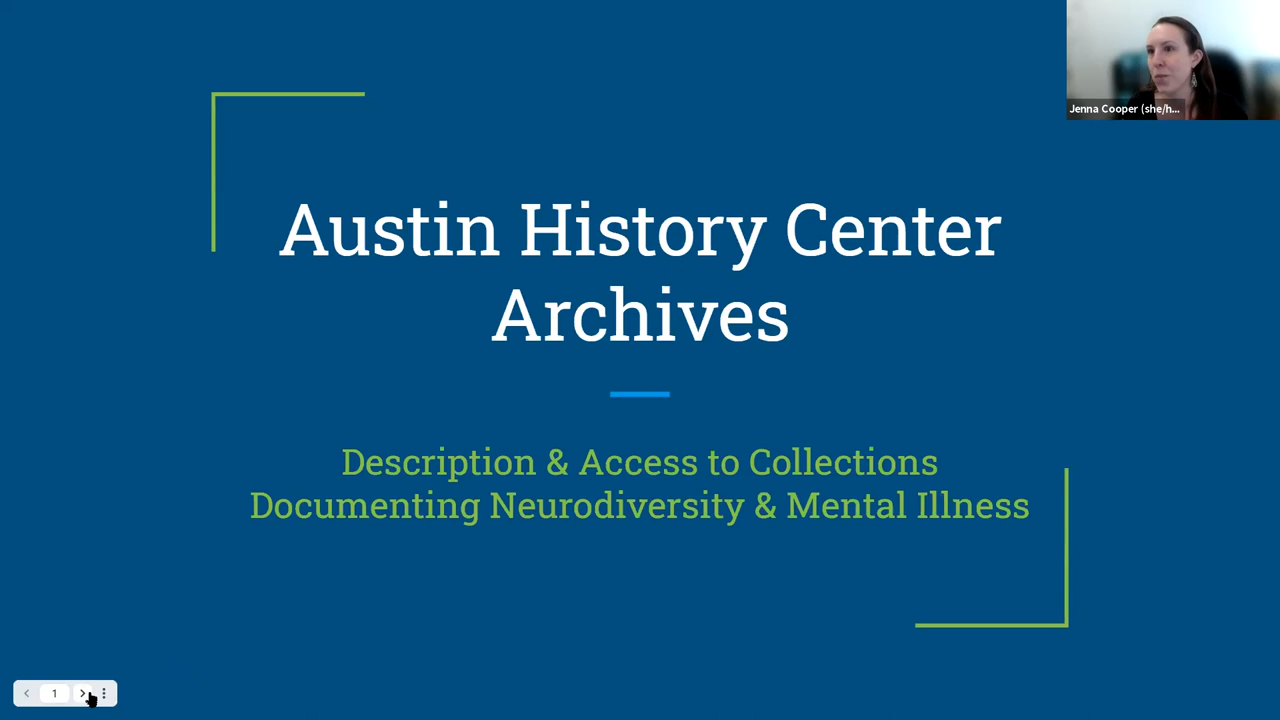 Jenna Cooper (she/h...
Austin History Center
Archives
Description & Access to Collections
Documenting Neurodiversity & Mental Illness
1